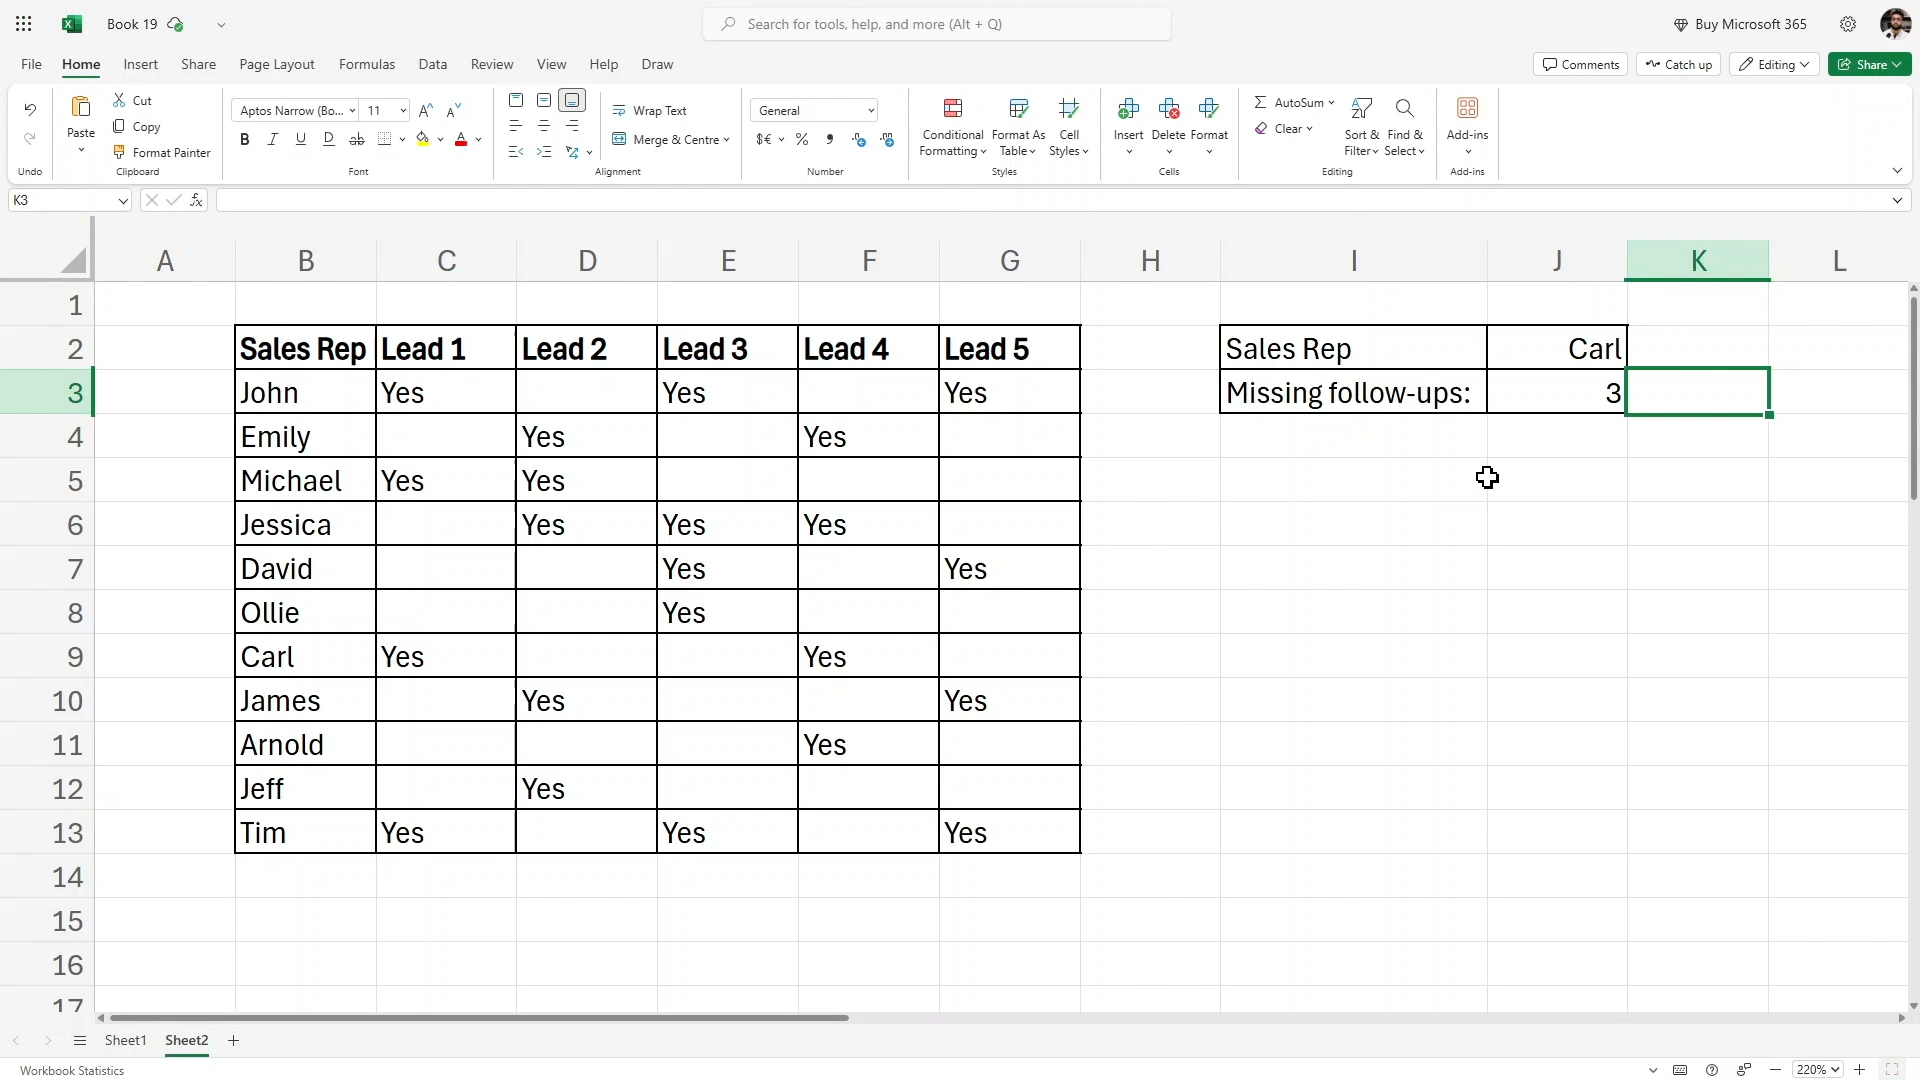 Book 19
Search for tools, help, and more (Alt + Q)
Buy Microsoft 365
File Home Insert Share Page Layout Formulas Data Review View Help Draw
Comments Catch up Editing Share
Paste Cut Copy Format Painter
Aptos Narrow (Bo... 11
B I U D ab A
Wrap Text
Merge & Centre
General
$€ % 9
Conditional Formatting Format As Table Cell Styles
Insert Delete Format
AutoSum
Clear
Sort & Filter Find & Select
Add-ins
Undo Clipboard Font Alignment Number Styles Cells Editing Add-ins
K3 fx
A B C D E F G H I J K L
1
2 Sales Rep Lead 1 Lead 2 Lead 3 Lead 4 Lead 5 Sales Rep Carl
3 John Yes Yes Yes Missing follow-ups: 3
4 Emily Yes Yes
5 Michael Yes Yes
6 Jessica Yes Yes Yes
7 David Yes Yes
8 Ollie Yes
9 Carl Yes Yes
10 James Yes Yes
11 Arnold Yes
12 Jeff Yes
13 Tim Yes Yes Yes
14
15
16
17
Sheet1 Sheet2
Workbook Statistics
220%